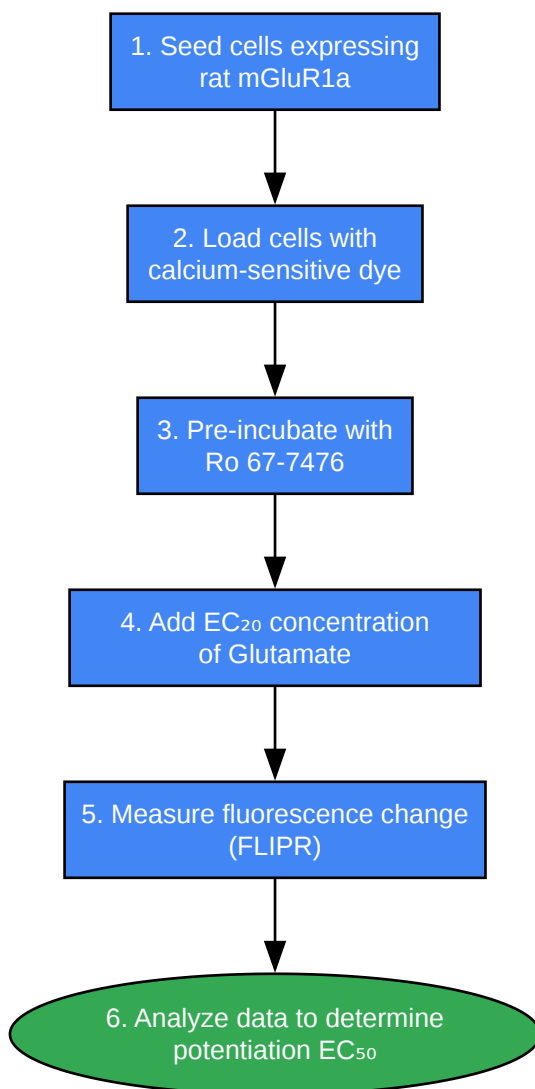 1. Seed cells expressing
rat mGluR1a
2. Load cells with
calcium-sensitive dye
3. Pre-incubate with
Ro 67-7476
4. Add EC₂₀ concentration
of Glutamate
5. Measure fluorescence change
(FLIPR)
6. Analyze data to determine
potentiation EC₅₀